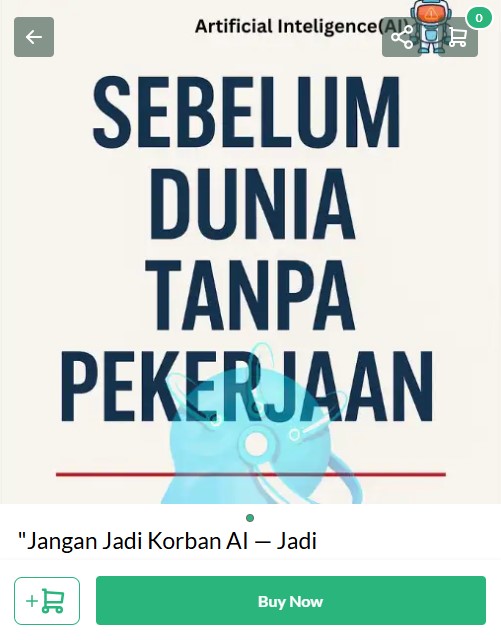 Artificial Inteligence(AI)
0
SEBELUM
DUNIA
TANPA
PEKERJAAN
"Jangan Jadi Korban AI — Jadi
+
Buy Now